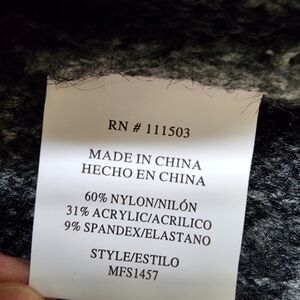 RN # 111503
MADE IN CHINA
HECHO EN CHINA
60% NYLON/NILÓN
31% ACRYLIC/ACRILICO
9% SPANDEX/ELASTANO
STYLE/ESTILO
MFS1457